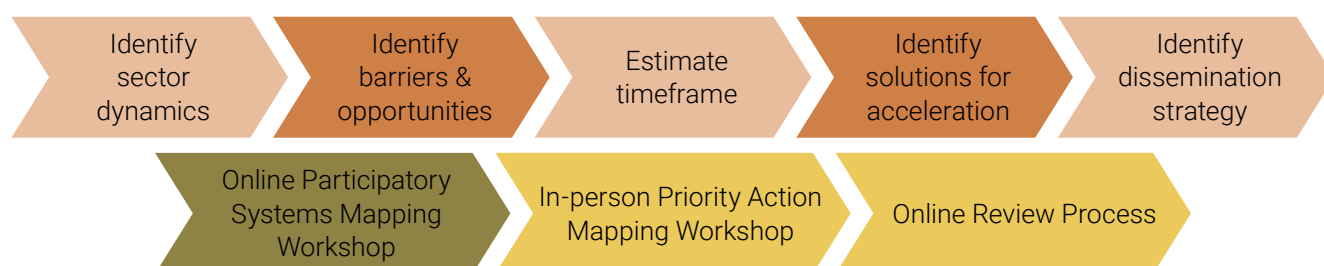 Identify
sector
dynamics
Identify
barriers &
opportunities
Estimate
timeframe
Identify
solutions for
acceleration
Identify
dissemination
strategy
Online Participatory
Systems Mapping
Workshop
In-person Priority Action
Mapping Workshop
Online Review Process